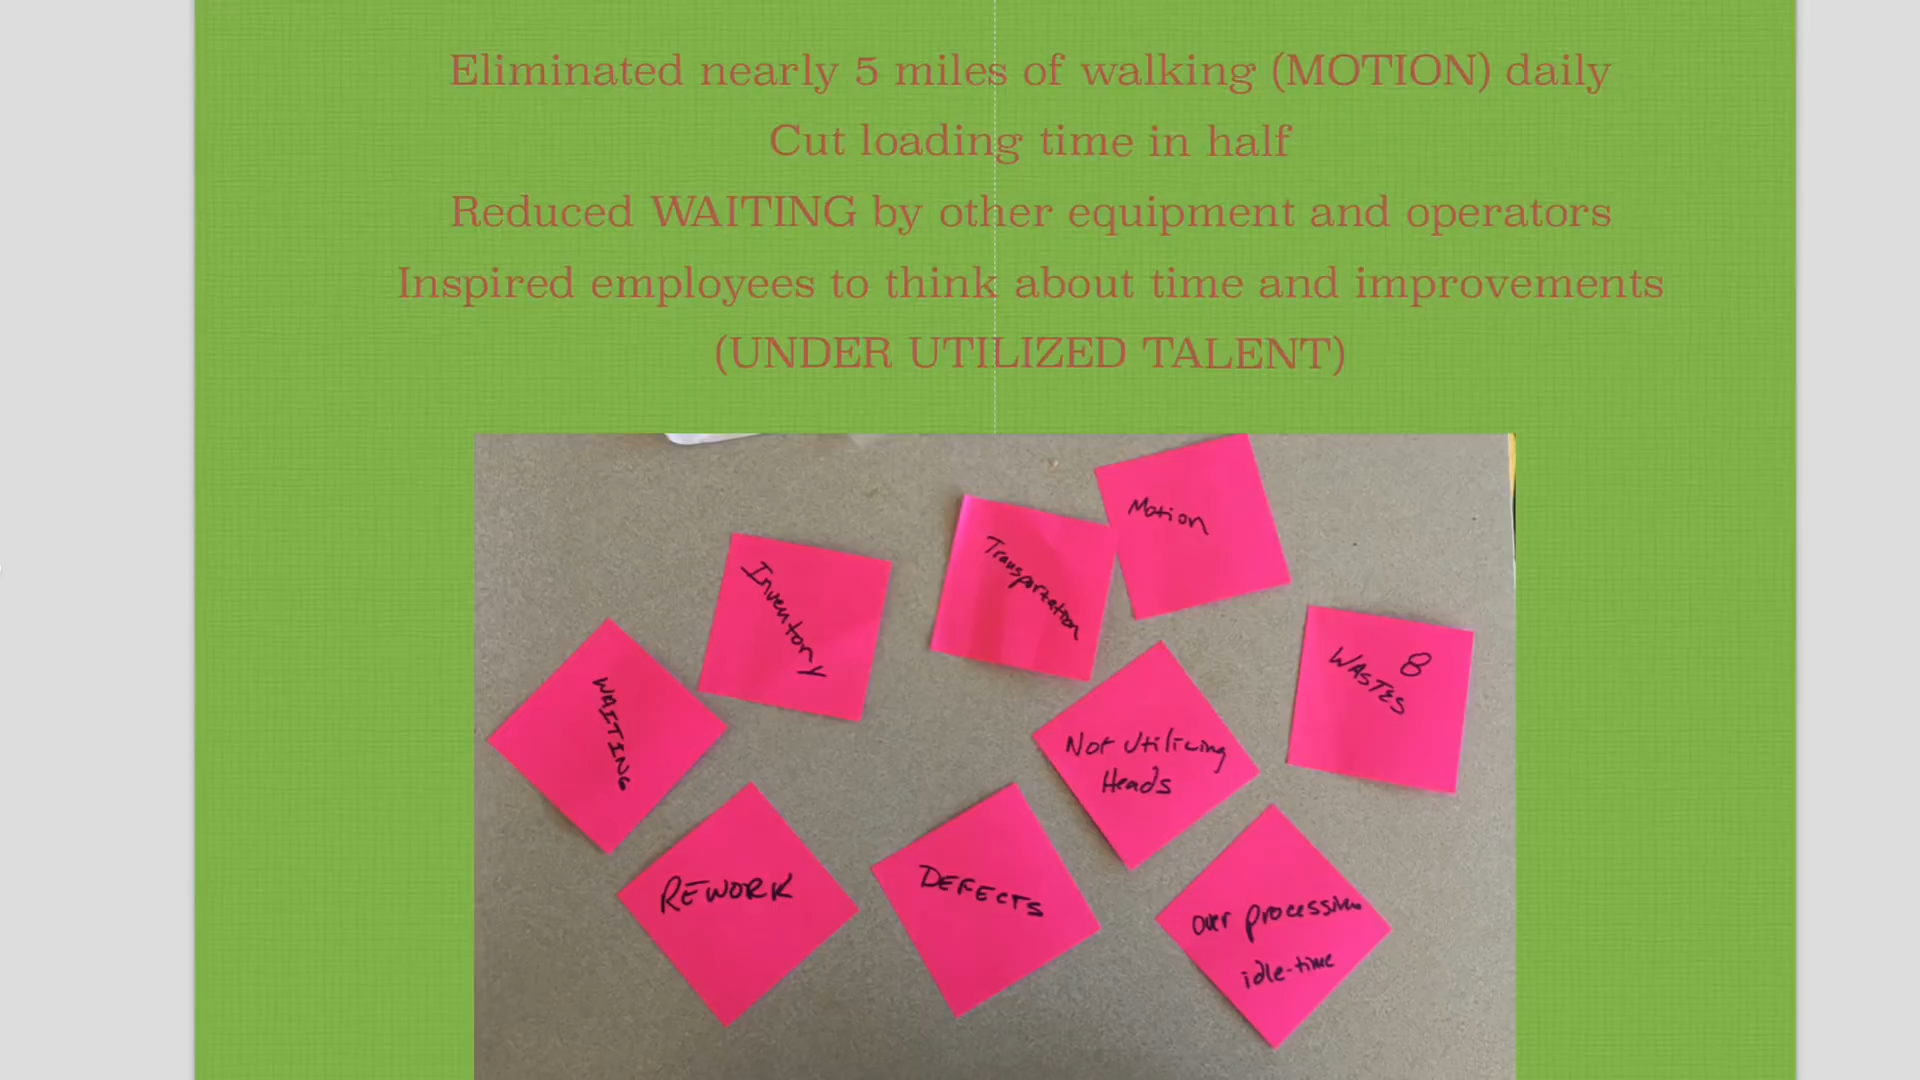 Eliminated nearly 5 miles of walking (MOTION) daily
Cut loading time in half
Reduced WAITING by other equipment and operators
Inspired employees to think about time and improvements
(UNDER UTILIZED TALENT)
Motion
Transportation
Inventory
8
WASTES
WAITING
Not Utilizing
Heads
REWORK
DEFECTS
over processing
idle-time